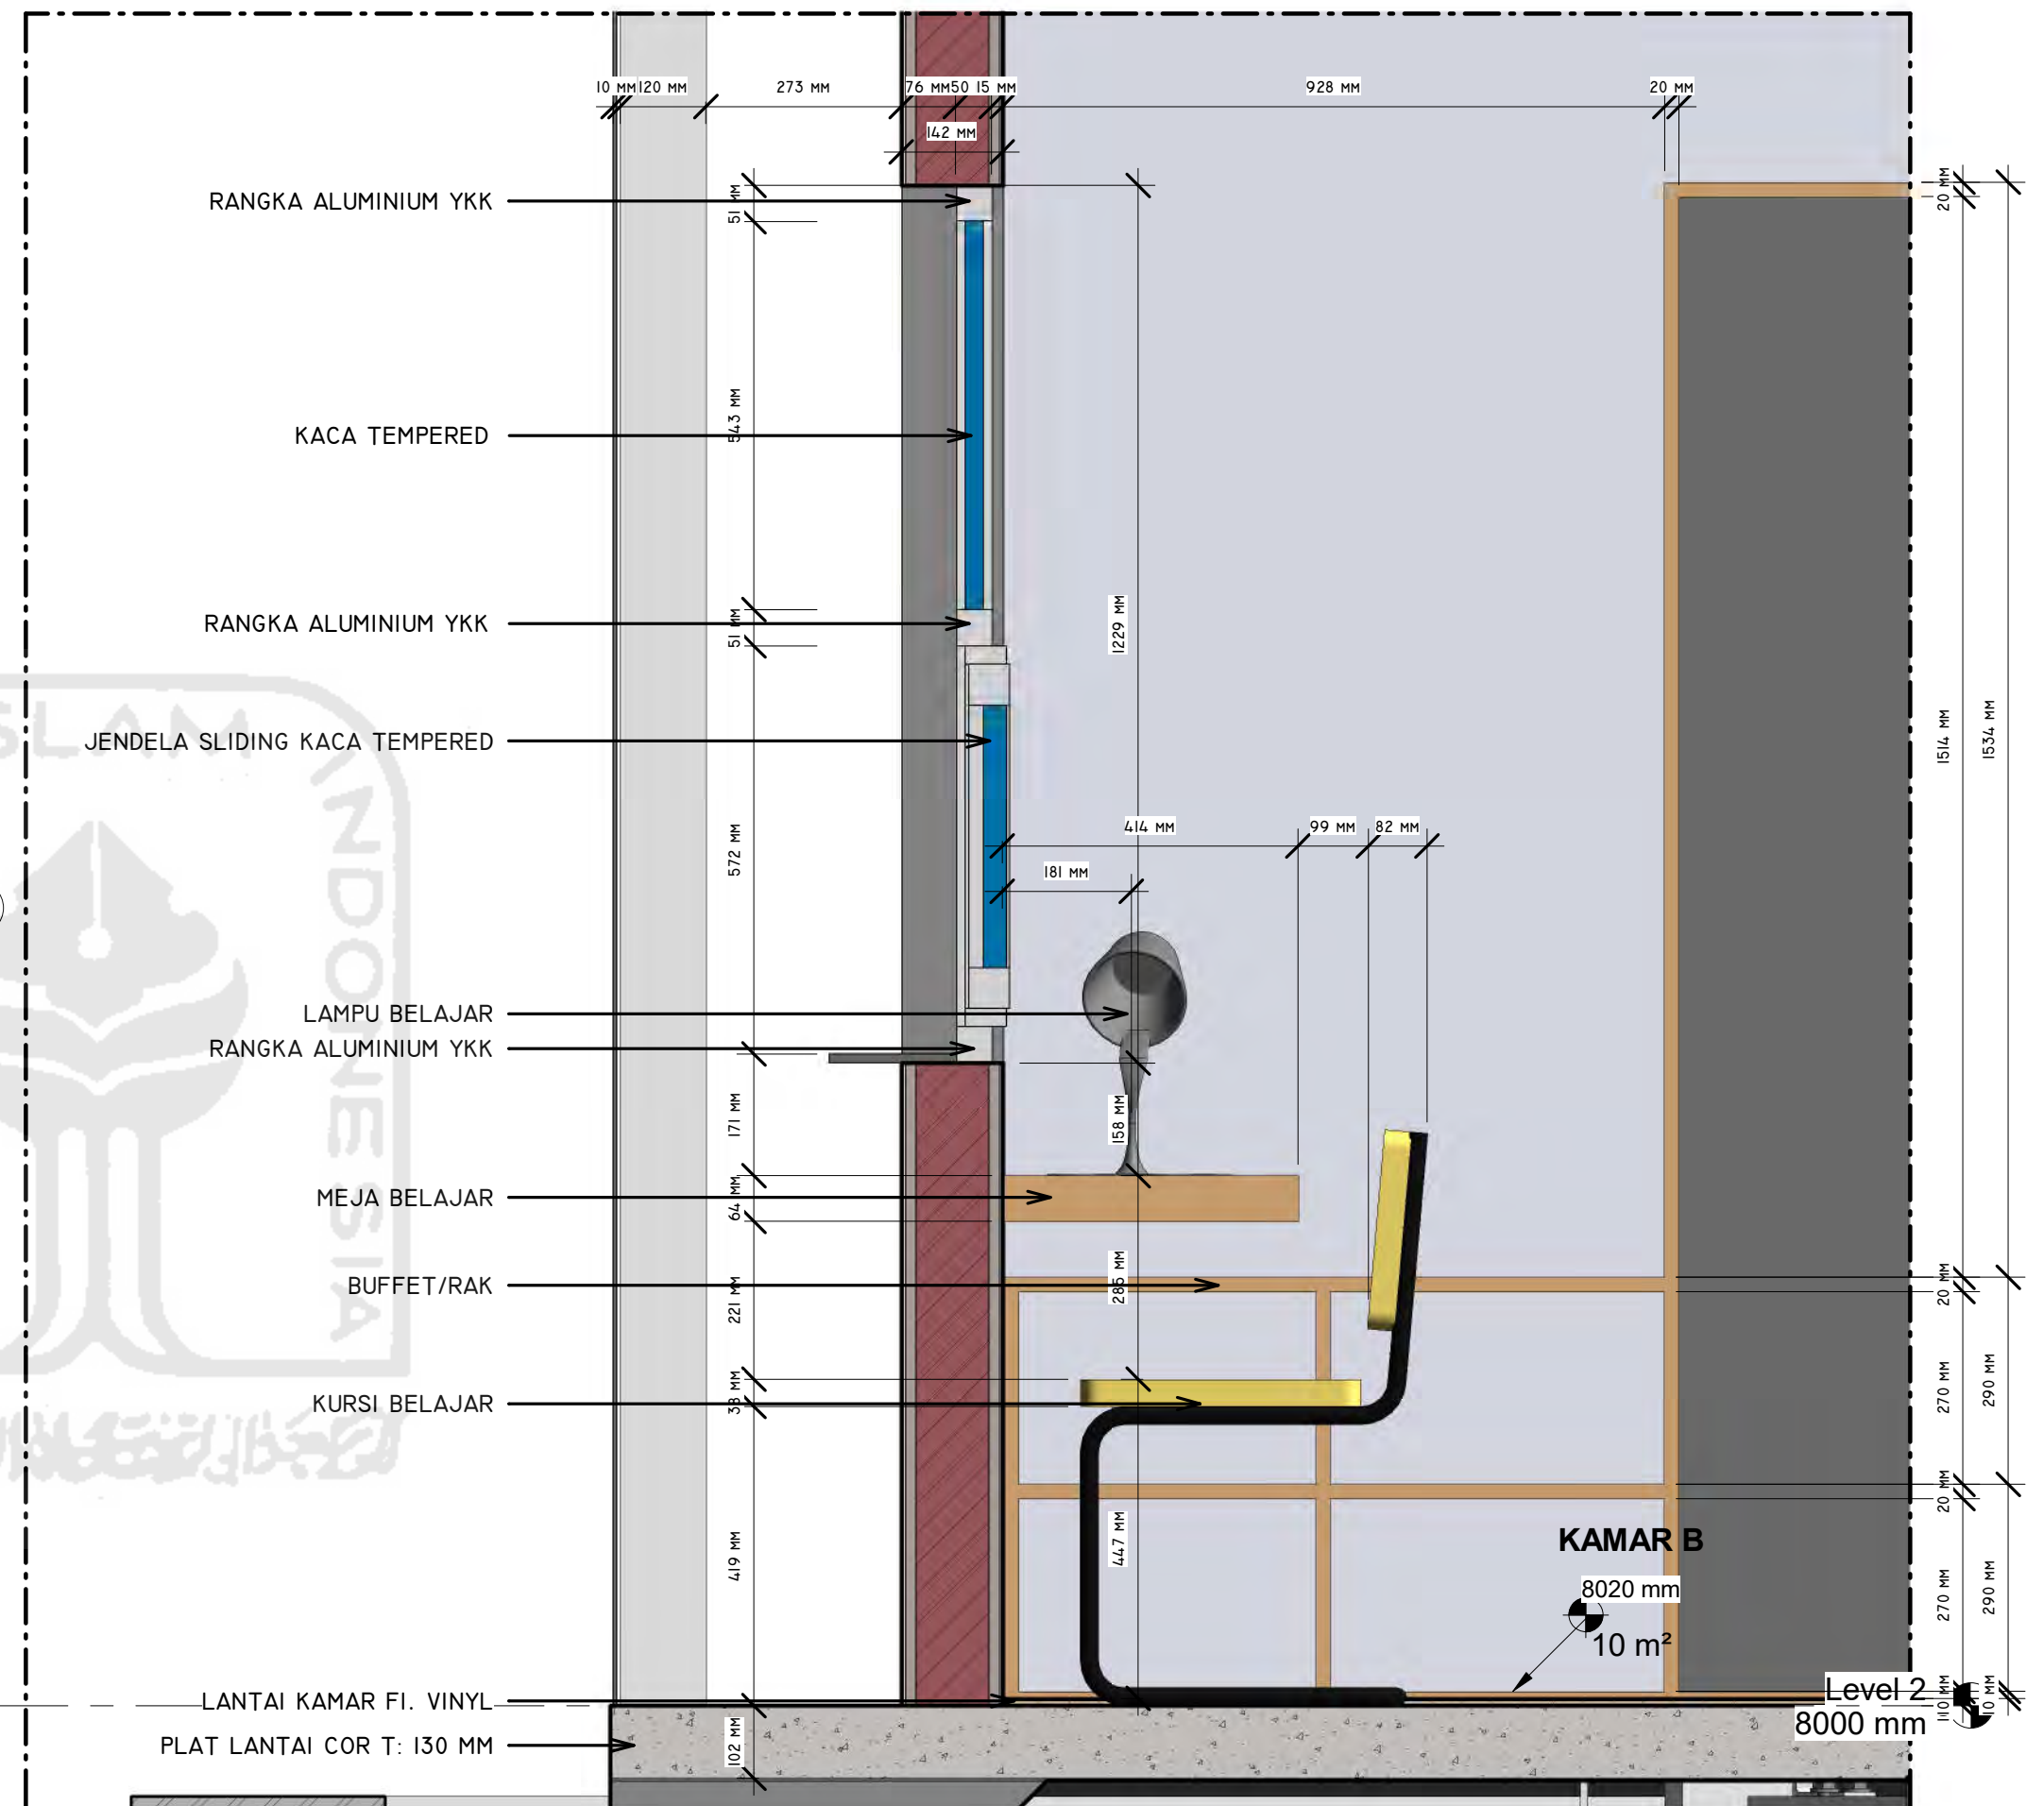 10 MM
120 MM
273 MM
76 MM
50
15 MM
928 MM
20 MM
142 MM
RANGKA ALUMINIUM YKK
51 MM
20 MM
KACA TEMPERED
543 MM
RANGKA ALUMINIUM YKK
51 MM
1229 MM
ISLAM
INDONESIA
JENDELA SLIDING KACA TEMPERED
1514 MM
1534 MM
572 MM
414 MM
99 MM
82 MM
181 MM
LAMPU BELAJAR
RANGKA ALUMINIUM YKK
171 MM
158 MM
MEJA BELAJAR
64 MM
BUFFET/RAK
221 MM
285 MM
20 MM
KURSI BELAJAR
38 MM
270 MM
290 MM
20 MM
419 MM
447 MM
KAMAR B
8020 mm
10 m²
270 MM
290 MM
LANTAI KAMAR FI. VINYL
Level 2
8000 mm
10 MM
PLAT LANTAI COR T: 130 MM
102 MM